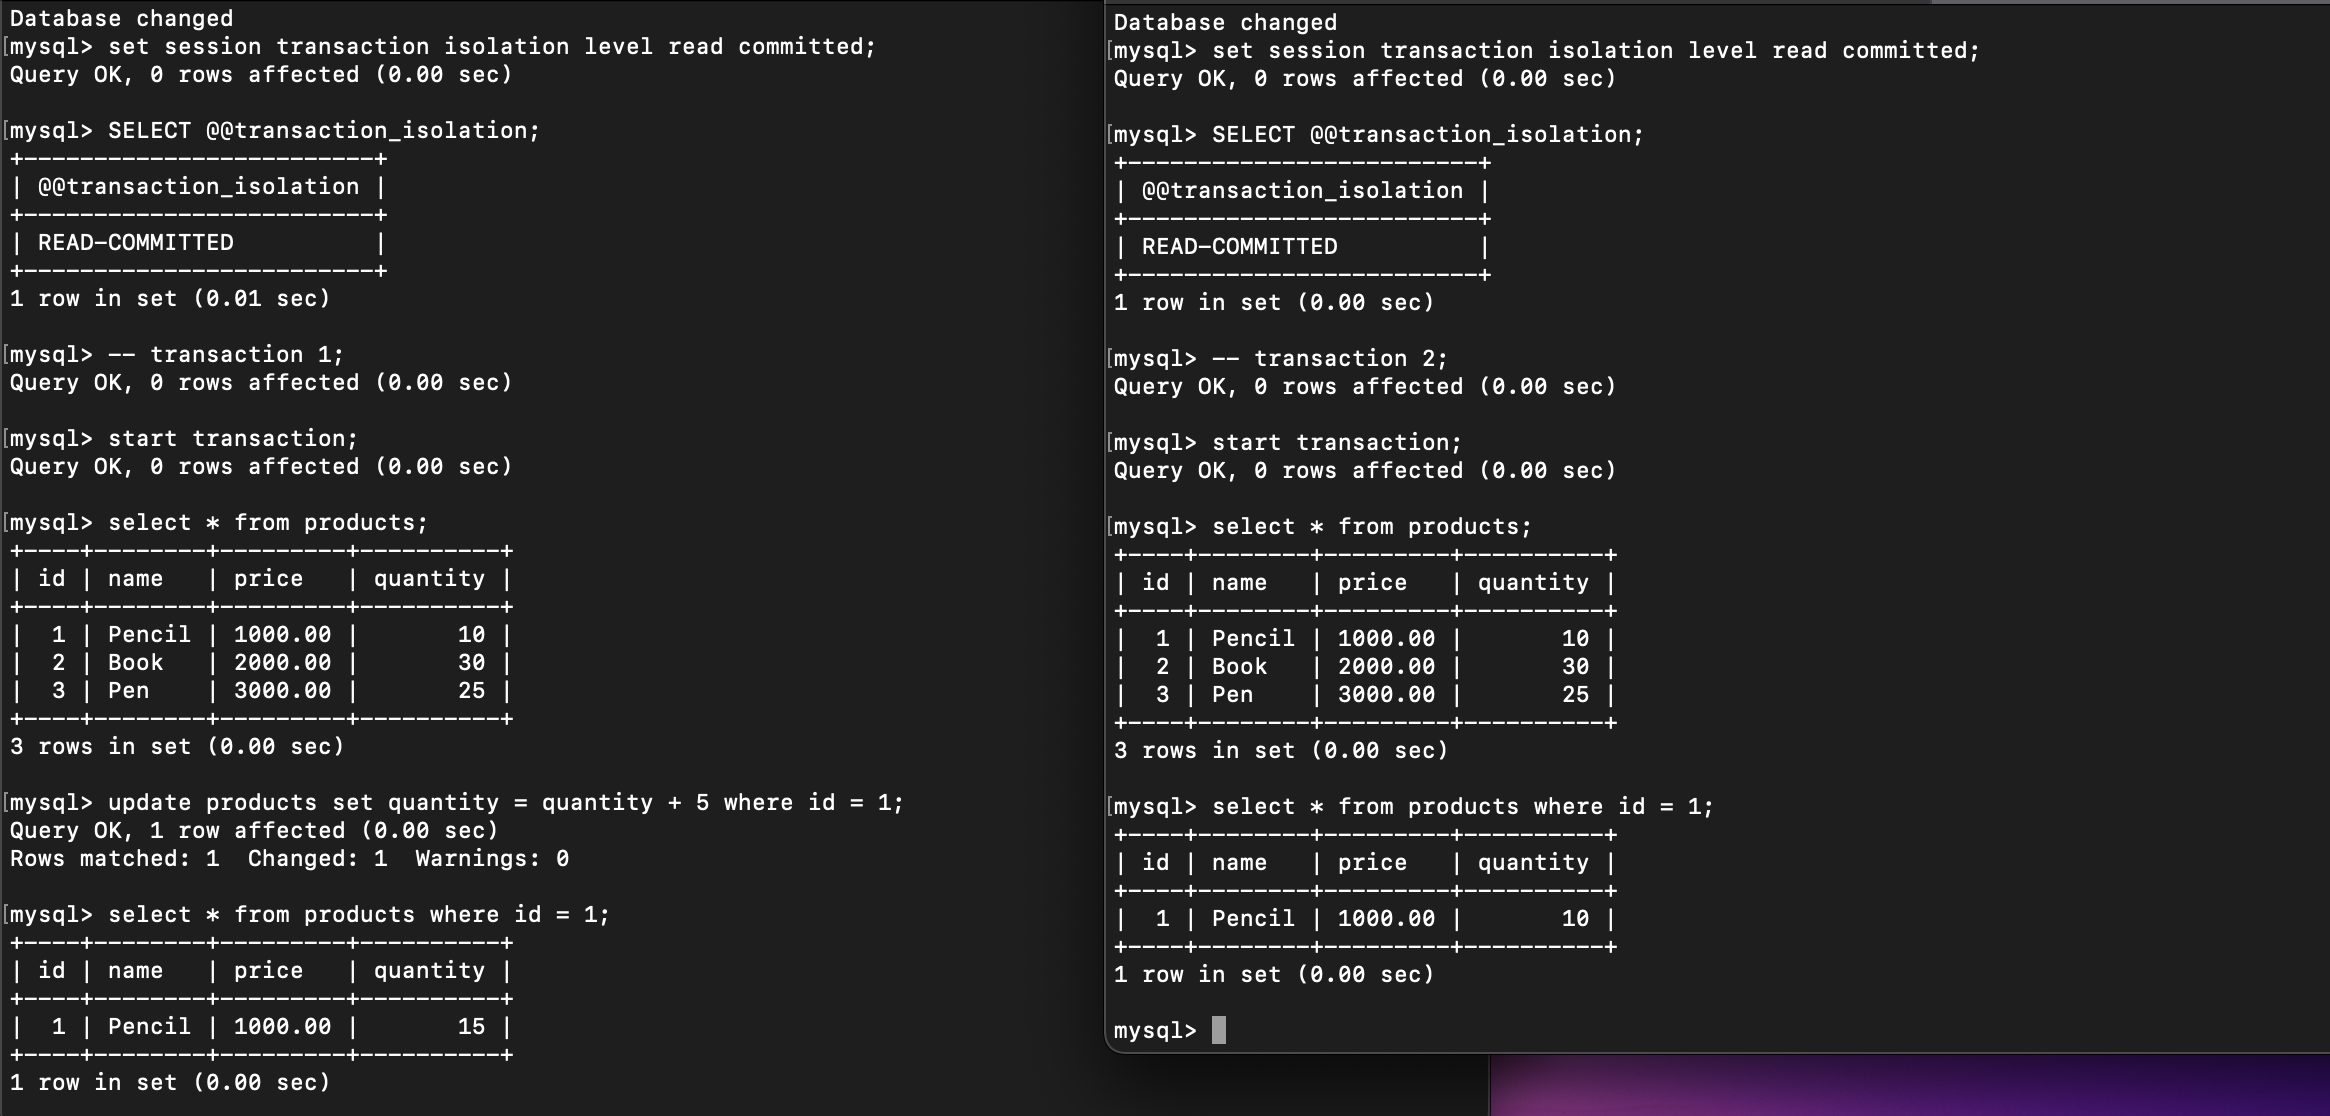 Database changed
[mysql> set session transaction isolation level read committed;
Query OK, 0 rows affected (0.00 sec)
[mysql> SELECT @@transaction_isolation;
+-------------------------+
| @@transaction_isolation |
+-------------------------+
| READ-COMMITTED          |
+-------------------------+
1 row in set (0.01 sec)
[mysql> -- transaction 1;
Query OK, 0 rows affected (0.00 sec)
[mysql> start transaction;
Query OK, 0 rows affected (0.00 sec)
[mysql> select * from products;
+----+--------+---------+----------+
| id | name   | price   | quantity |
+----+--------+---------+----------+
|  1 | Pencil | 1000.00 |       10 |
|  2 | Book   | 2000.00 |       30 |
|  3 | Pen    | 3000.00 |       25 |
+----+--------+---------+----------+
3 rows in set (0.00 sec)
[mysql> update products set quantity = quantity + 5 where id = 1;
Query OK, 1 row affected (0.00 sec)
Rows matched: 1  Changed: 1  Warnings: 0
[mysql> select * from products where id = 1;
+----+--------+---------+----------+
| id | name   | price   | quantity |
+----+--------+---------+----------+
|  1 | Pencil | 1000.00 |       15 |
+----+--------+---------+----------+
1 row in set (0.00 sec)
Database changed
[mysql> set session transaction isolation level read committed;
Query OK, 0 rows affected (0.00 sec)
[mysql> SELECT @@transaction_isolation;
+-------------------------+
| @@transaction_isolation |
+-------------------------+
| READ-COMMITTED          |
+-------------------------+
1 row in set (0.00 sec)
[mysql> -- transaction 2;
Query OK, 0 rows affected (0.00 sec)
[mysql> start transaction;
Query OK, 0 rows affected (0.00 sec)
[mysql> select * from products;
+----+--------+---------+----------+
| id | name   | price   | quantity |
+----+--------+---------+----------+
|  1 | Pencil | 1000.00 |       10 |
|  2 | Book   | 2000.00 |       30 |
|  3 | Pen    | 3000.00 |       25 |
+----+--------+---------+----------+
3 rows in set (0.00 sec)
[mysql> select * from products where id = 1;
+----+--------+---------+----------+
| id | name   | price   | quantity |
+----+--------+---------+----------+
|  1 | Pencil | 1000.00 |       10 |
+----+--------+---------+----------+
1 row in set (0.00 sec)
mysql>